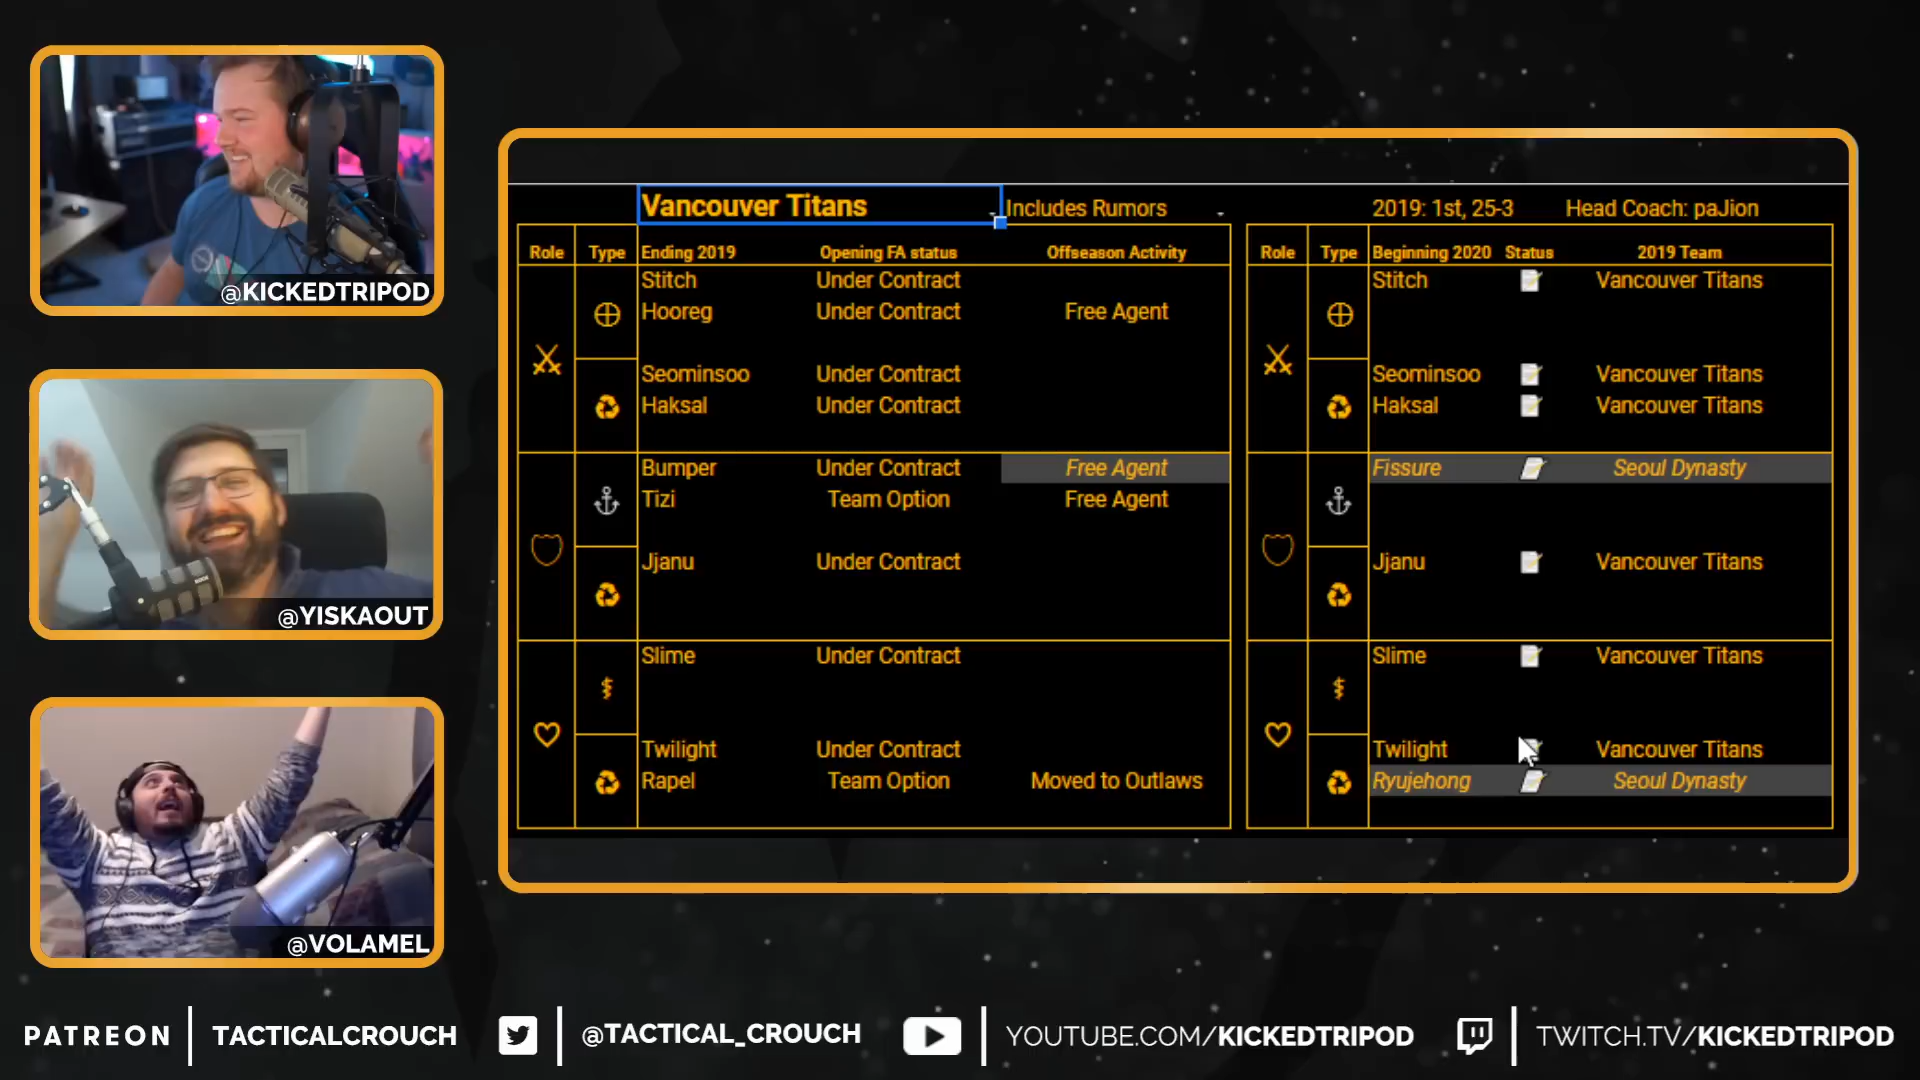 @KICKEDTRIPOD
@YISKAOUT
@VOLAMEL
Vancouver Titans Includes Rumors 2019: 1st, 25-3 Head Coach: paJion
Role Type Ending 2019 Opening FA status Offseason Activity
Stitch Under Contract
Hooreg Under Contract Free Agent
Seominsoo Under Contract
Haksal Under Contract
Bumper Under Contract Free Agent
Tizi Team Option Free Agent
Jjanu Under Contract
Slime Under Contract
Twilight Under Contract
Rapel Team Option Moved to Outlaws
Role Type Beginning 2020 Status 2019 Team
Stitch Vancouver Titans
Seominsoo Vancouver Titans
Haksal Vancouver Titans
Fissure Seoul Dynasty
Jjanu Vancouver Titans
Slime Vancouver Titans
Twilight Vancouver Titans
Ryujehong Seoul Dynasty
PATREON TACTICALCROUCH @TACTICAL_CROUCH YOUTUBE.COM/KICKEDTRIPOD TWITCH.TV/KICKEDTRIPOD